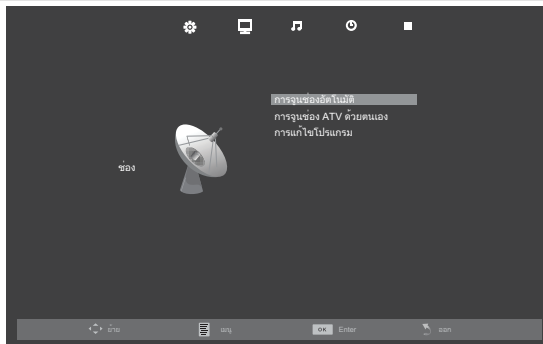 การจูนช่องอัตโนมัติ
การจูนช่อง ATV ด้วยตนเอง
การแก้ไขโปรแกรม
ช่อง
ย้าย
เมนู
OK Enter
ออก